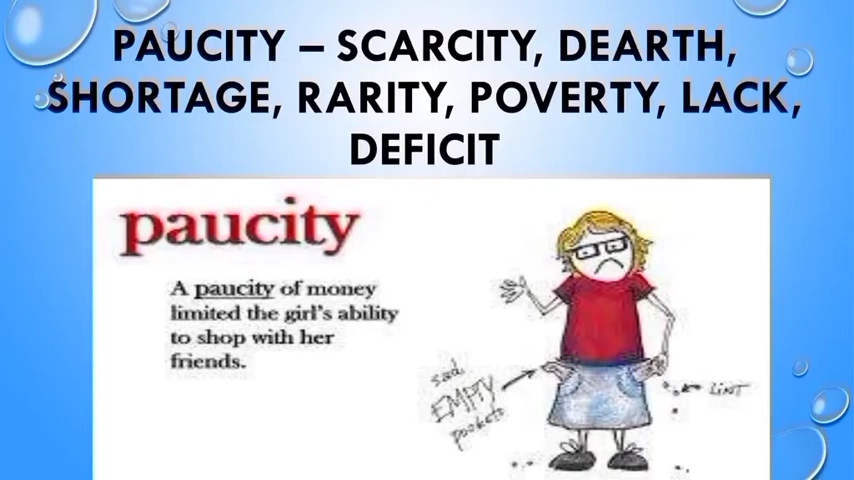 PAUCITY – SCARCITY, DEARTH,
SHORTAGE, RARITY, POVERTY, LACK,
DEFICIT
paucity
A paucity of money
limited the girl's ability
to shop with her
friends.
sad
EMPTY
pockets
LINT